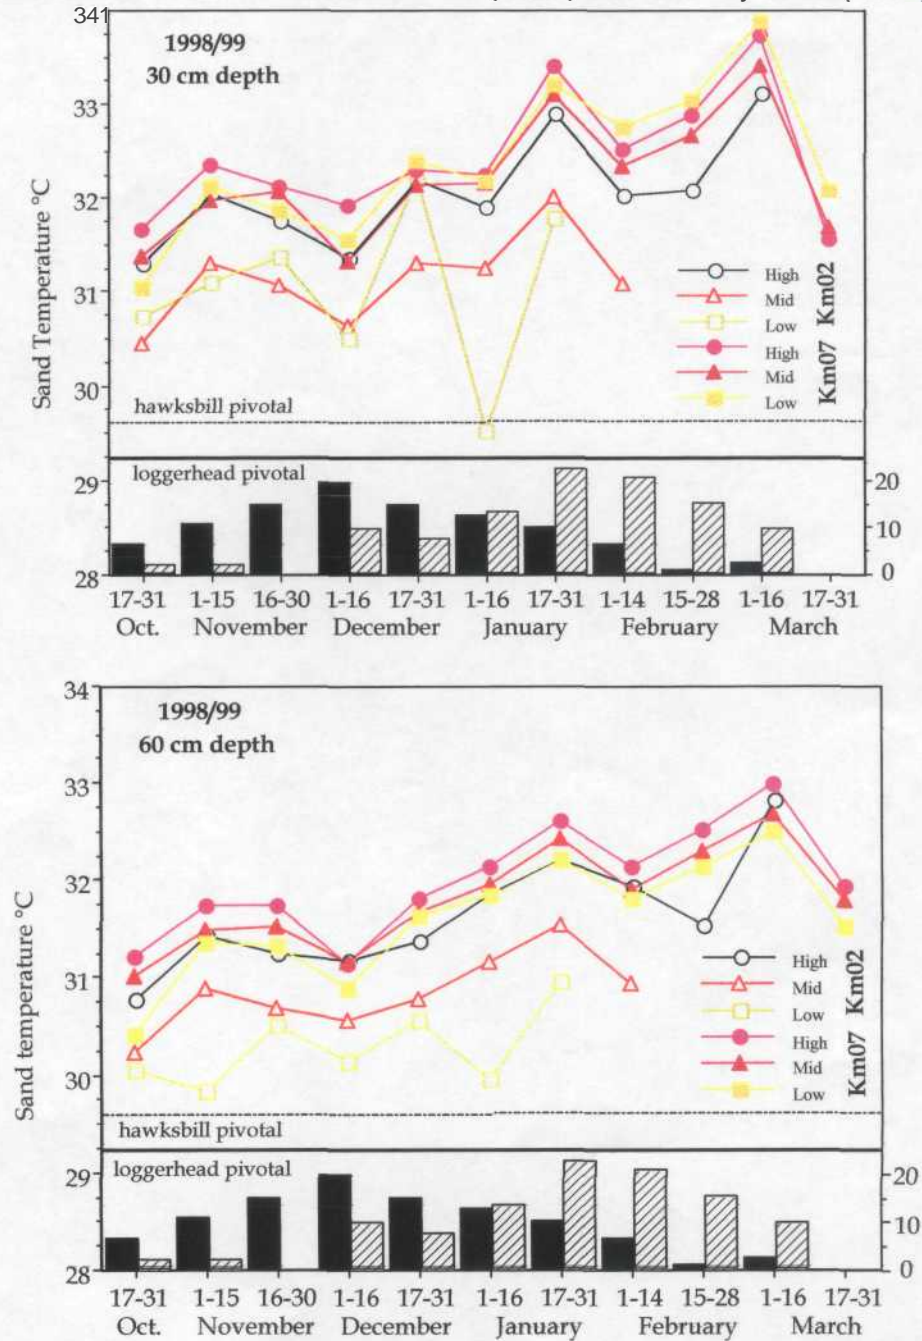 341
1998/99
30 cm depth
33
32
31
30
29
28
Sand Temperature °C
High
Mid
Low
Km02
High
Mid
Low
Km07
hawksbill pivotal
loggerhead pivotal
20
10
0
17-31 1-15 16-30 1-16 17-31 1-16 17-31 1-14 15-28 1-16 17-31
Oct. November December January February March
34
1998/99
60 cm depth
33
32
31
30
29
28
Sand temperature °C
High
Mid
Low
Km02
High
Mid
Low
Km07
hawksbill pivotal
loggerhead pivotal
20
10
0
17-31 1-15 16-30 1-16 17-31 1-16 17-31 1-14 15-28 1-16 17-31
Oct. November December January February March